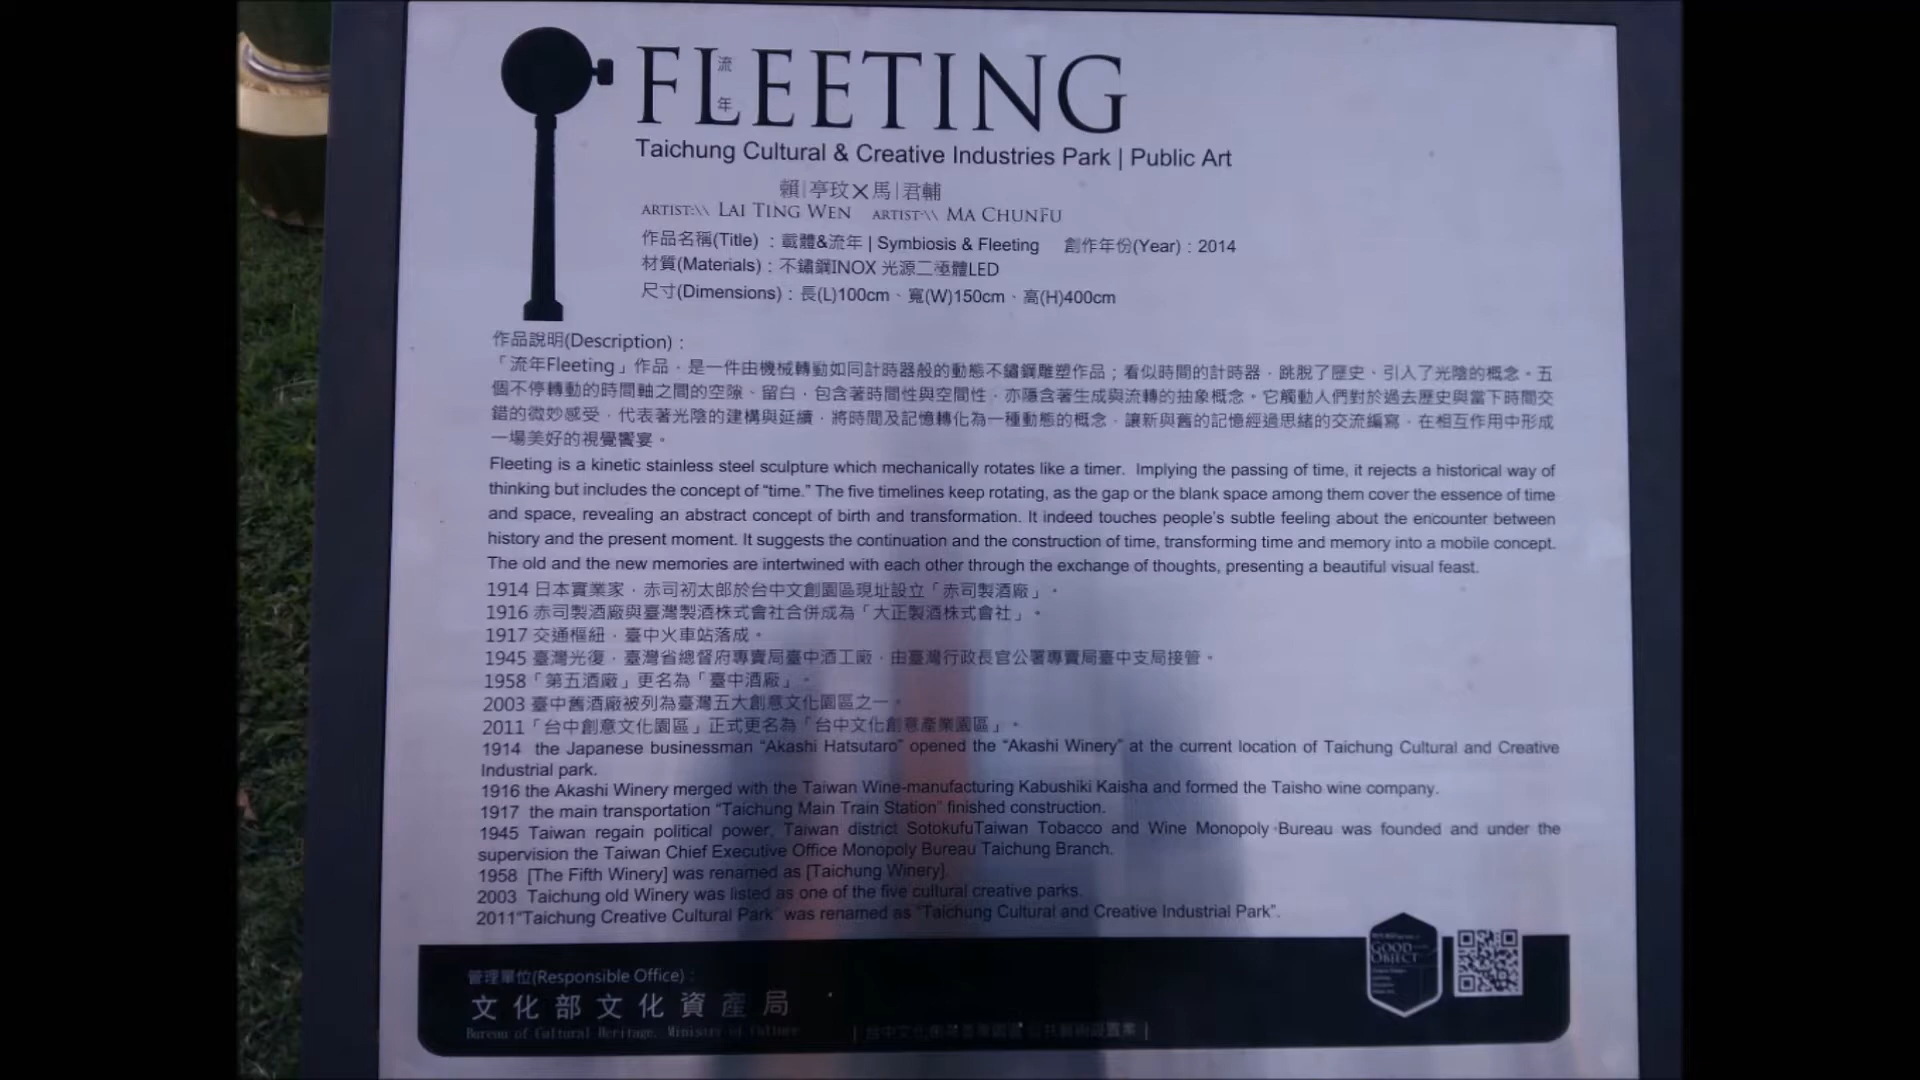 FLEETING
流年
Taichung Cultural & Creative Industries Park | Public Art
賴|亭玟×馬|君輔
ARTIST:\\ LAI TING WEN ARTIST:\\ MA CHUNFU
作品名稱(Title)：載體&流年 | Symbiosis & Fleeting 創作年份(Year)：2014
材質(Materials)：不鏽鋼INOX 光源二極體LED
尺寸(Dimensions)：長(L)100cm、寬(W)150cm、高(H)400cm
作品說明(Description)：
「流年Fleeting」作品，是一件由機械轉動如同計時器般的動態不鏽鋼雕塑作品；看似時間的計時器，跳脫了歷史、引入了光陰的概念。五
個不停轉動的時間軸之間的空隙、留白，包含著時間性與空間性，亦隱含著生成與流轉的抽象概念。它觸動人們對於過去歷史與當下時間交
錯的微妙感受，代表著光陰的建構與延續，將時間及記憶轉化為一種動態的概念，讓新與舊的記憶經過思緒的交流編寫，在相互作用中形成
一場美好的視覺饗宴。
Fleeting is a kinetic stainless steel sculpture which mechanically rotates like a timer. Implying the passing of time, it rejects a historical way of
thinking but includes the concept of “time.” The five timelines keep rotating, as the gap or the blank space among them cover the essence of time
and space, revealing an abstract concept of birth and transformation. It indeed touches people's subtle feeling about the encounter between
history and the present moment. It suggests the continuation and the construction of time, transforming time and memory into a mobile concept.
The old and the new memories are intertwined with each other through the exchange of thoughts, presenting a beautiful visual feast.
1914 日本實業家，赤司初太郎於台中文創園區現址設立「赤司製酒廠」。
1916 赤司製酒廠與臺灣製酒株式會社合併成為「大正製酒株式會社」。
1917 交通樞紐，臺中火車站落成。
1945 臺灣光復，臺灣省總督府專賣局臺中酒工廠，由臺灣行政長官公署專賣局臺中支局接管。
1958「第五酒廠」更名為「臺中酒廠」。
2003 臺中舊酒廠被列為臺灣五大創意文化園區之一。
2011「台中創意文化園區」正式更名為「台中文化創意產業園區」。
1914 the Japanese businessman “Akashi Hatsutaro” opened the “Akashi Winery” at the current location of Taichung Cultural and Creative
Industrial park.
1916 the Akashi Winery merged with the Taiwan Wine-manufacturing Kabushiki Kaisha and formed the Taisho wine company.
1917 the main transportation “Taichung Main Train Station” finished construction.
1945 Taiwan regain political power, Taiwan district SotokufuTaiwan Tobacco and Wine Monopoly Bureau was founded and under the
supervision the Taiwan Chief Executive Office Monopoly Bureau Taichung Branch.
1958 [The Fifth Winery] was renamed as [Taichung Winery].
2003 Taichung old Winery was listed as one of the five cultural creative parks.
2011“Taichung Creative Cultural Park” was renamed as “Taichung Cultural and Creative Industrial Park”.
GOOD
OBJECT
管理單位(Responsible Office)：
文化部文化資產局
Bureau of Cultural Heritage, Ministry of Culture
| 台中文化創意產業園區 公共藝術設置案 |